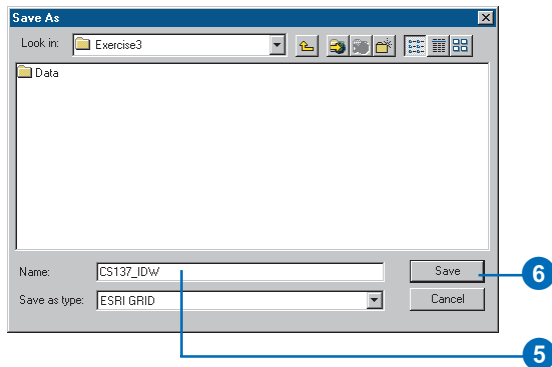 Save As
Look in: Exercise3
Data
Name: CS137_IDW Save
Save as type: ESRI GRID Cancel
6
5